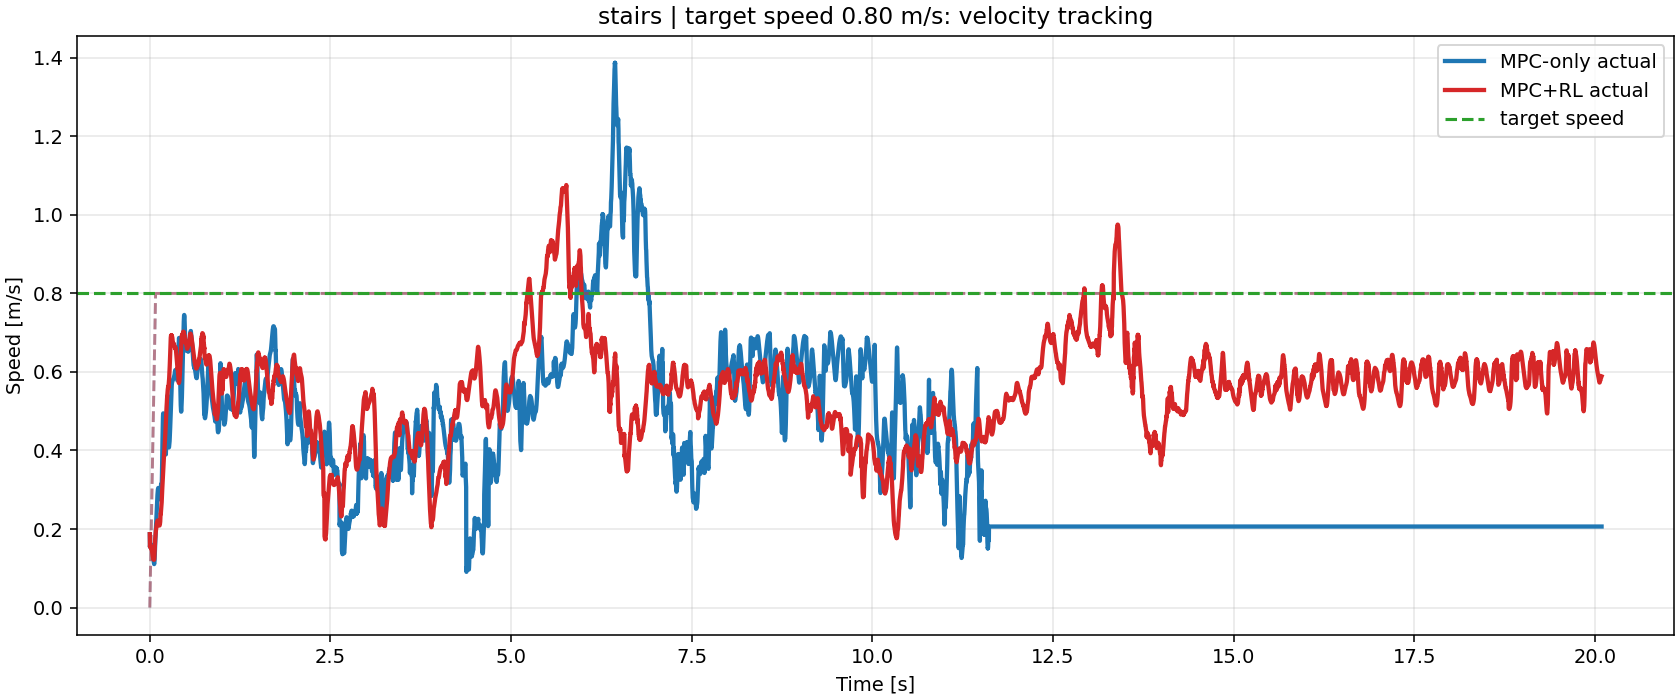 stairs | target speed 0.80 m/s: velocity tracking
MPC-only actual
MPC+RL actual
target speed
Speed [m/s]
1.4
1.2
1.0
0.8
0.6
0.4
0.2
0.0
0.0 2.5 5.0 7.5 10.0 12.5 15.0 17.5 20.0
Time [s]